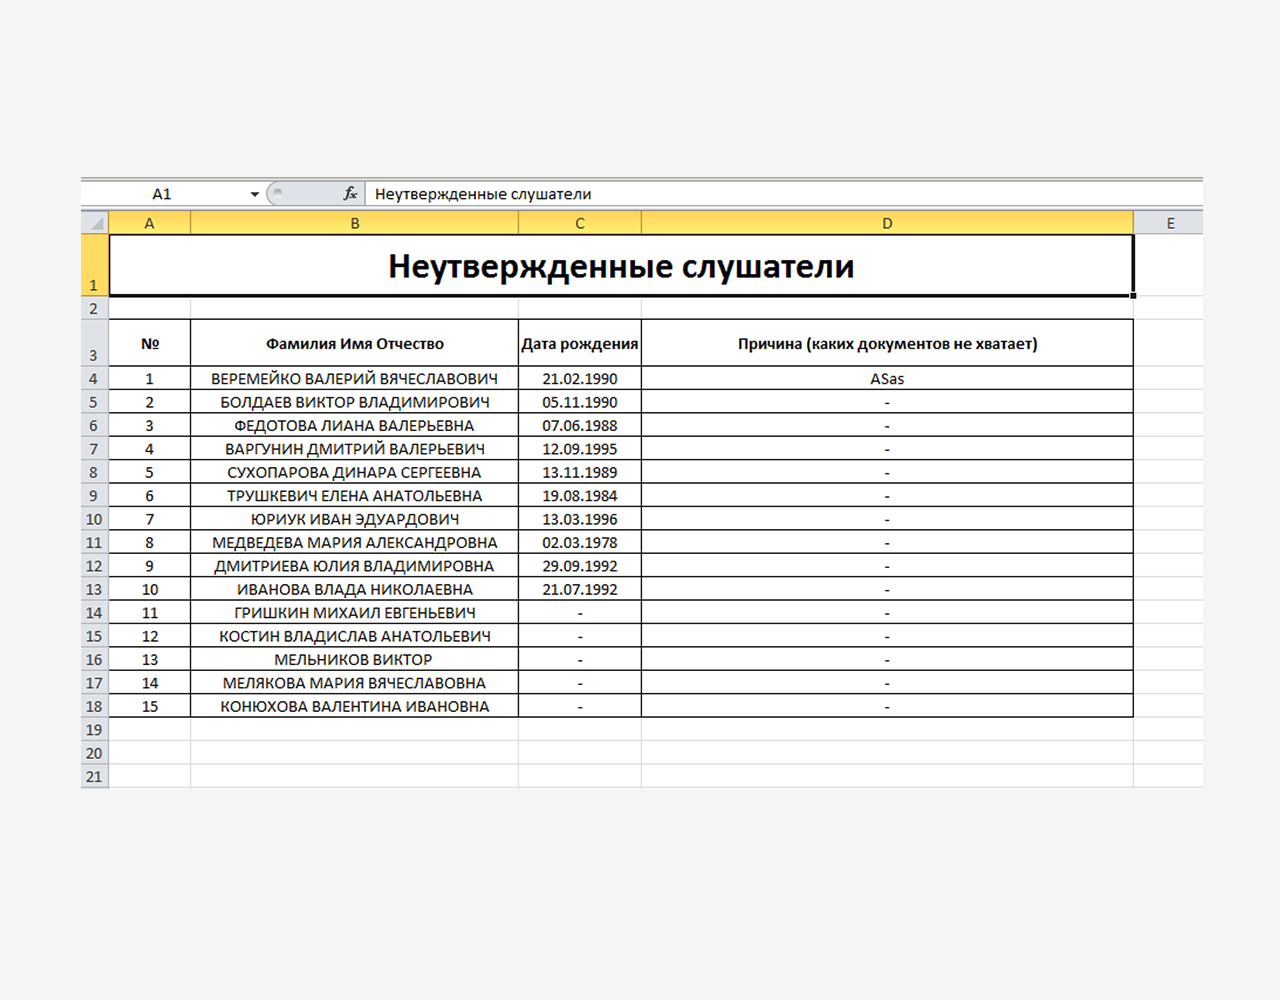 A1 fx Неутвержденные слушатели
A B C D E
1 Неутвержденные слушатели
2
3 № Фамилия Имя Отчество Дата рождения Причина (каких документов не хватает)
4 1 ВЕРЕМЕЙКО ВАЛЕРИЙ ВЯЧЕСЛАВОВИЧ 21.02.1990 ASas
5 2 БОЛДАЕВ ВИКТОР ВЛАДИМИРОВИЧ 05.11.1990 -
6 3 ФЕДОТОВА ЛИАНА ВАЛЕРЬЕВНА 07.06.1988 -
7 4 ВАРГУНИН ДМИТРИЙ ВАЛЕРЬЕВИЧ 12.09.1995 -
8 5 СУХОПАРОВА ДИНАРА СЕРГЕЕВНА 13.11.1989 -
9 6 ТРУШКЕВИЧ ЕЛЕНА АНАТОЛЬЕВНА 19.08.1984 -
10 7 ЮРИУК ИВАН ЭДУАРДОВИЧ 13.03.1996 -
11 8 МЕДВЕДЕВА МАРИЯ АЛЕКСАНДРОВНА 02.03.1978 -
12 9 ДМИТРИЕВА ЮЛИЯ ВЛАДИМИРОВНА 29.09.1992 -
13 10 ИВАНОВА ВЛАДА НИКОЛАЕВНА 21.07.1992 -
14 11 ГРИШКИН МИХАИЛ ЕВГЕНЬЕВИЧ - -
15 12 КОСТИН ВЛАДИСЛАВ АНАТОЛЬЕВИЧ - -
16 13 МЕЛЬНИКОВ ВИКТОР - -
17 14 МЕЛЯКОВА МАРИЯ ВЯЧЕСЛАВОВНА - -
18 15 КОНЮХОВА ВАЛЕНТИНА ИВАНОВНА - -
19
20
21